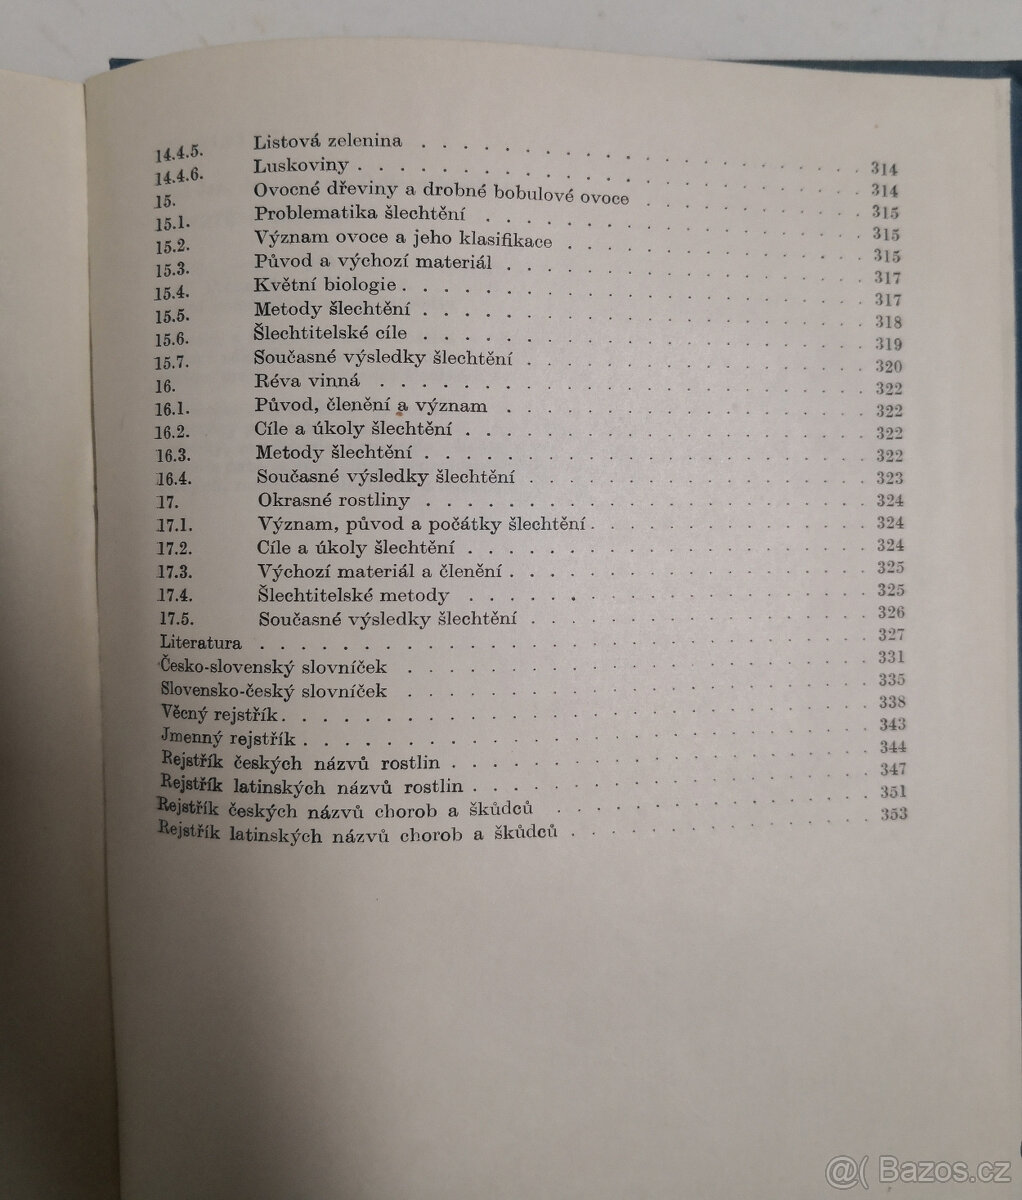 14.4.5. Listová zelenina . . . . . . . . . . . . . . . . . . . . 314
14.4.6. Luskoviny . . . . . . . . . . . . . . . . . . . . 314
15. Ovocné dřeviny a drobné bobulové ovoce . . . . . . . . . . 315
15.1. Problematika šlechtění . . . . . . . . . . . . . . . . . . 315
15.2. Význam ovoce a jeho klasifikace . . . . . . . . . . . . . . 315
15.3. Původ a výchozí materiál . . . . . . . . . . . . . . . . . 317
15.4. Květní biologie . . . . . . . . . . . . . . . . . . . . 317
15.5. Metody šlechtění . . . . . . . . . . . . . . . . . . . . 318
15.6. Šlechtitelské cíle . . . . . . . . . . . . . . . . . . . . 319
15.7. Současné výsledky šlechtění . . . . . . . . . . . . . . . . 320
16. Réva vinná . . . . . . . . . . . . . . . . . . . . 322
16.1. Původ, členění a význam . . . . . . . . . . . . . . . . . 322
16.2. Cíle a úkoly šlechtění . . . . . . . . . . . . . . . . . . 322
16.3. Metody šlechtění . . . . . . . . . . . . . . . . . . . . 322
16.4. Současné výsledky šlechtění . . . . . . . . . . . . . . . . 323
17. Okrasné rostliny . . . . . . . . . . . . . . . . . . . . 324
17.1. Význam, původ a počátky šlechtění . . . . . . . . . . . . . 324
17.2. Cíle a úkoly šlechtění . . . . . . . . . . . . . . . . . . 324
17.3. Výchozí materiál a členění . . . . . . . . . . . . . . . . 325
17.4. Šlechtitelské metody . . . . . . . . . . . . . . . . . . 325
17.5. Současné výsledky šlechtění . . . . . . . . . . . . . . . . 326
Literatura . . . . . . . . . . . . . . . . . . . . 327
Česko-slovenský slovníček . . . . . . . . . . . . . . . . . . . . 331
Slovensko-český slovníček . . . . . . . . . . . . . . . . . . . . 335
Věcný rejstřík . . . . . . . . . . . . . . . . . . . . 338
Jmenný rejstřík . . . . . . . . . . . . . . . . . . . . 343
Rejstřík českých názvů rostlin . . . . . . . . . . . . . . . . . . 344
Rejstřík latinských názvů rostlin . . . . . . . . . . . . . . . . . 347
Rejstřík českých názvů chorob a škůdců . . . . . . . . . . . . . . 351
Rejstřík latinských názvů chorob a škůdců . . . . . . . . . . . . . 353
@( Bazos.cz